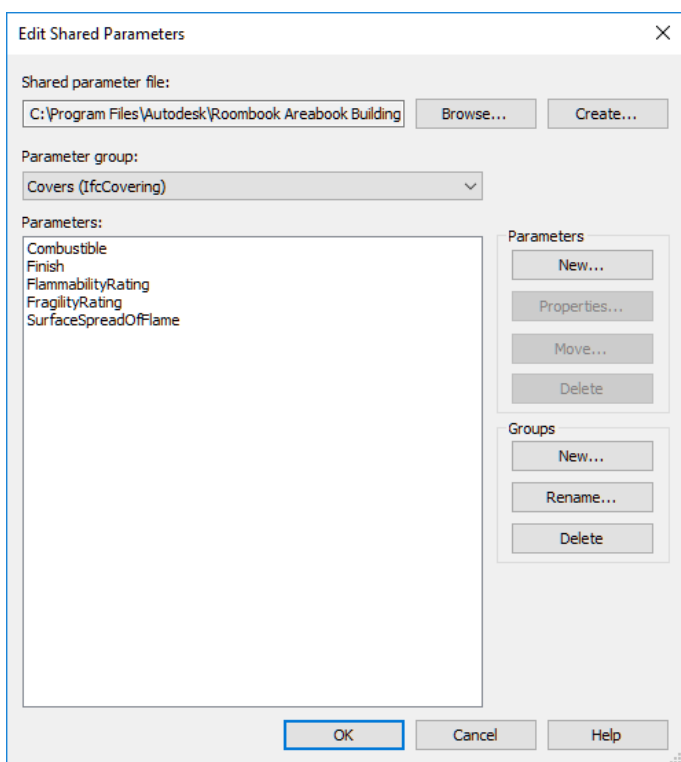 Edit Shared Parameters
Shared parameter file:
C:\Program Files\Autodesk\Roombook Areabook Building
Browse...
Create...
Parameter group:
Covers (IfcCovering)
Parameters:
Combustible
Finish
FlammabilityRating
FragilityRating
SurfaceSpreadOfFlame
Parameters
New...
Properties...
Move...
Delete
Groups
New...
Rename...
Delete
OK
Cancel
Help